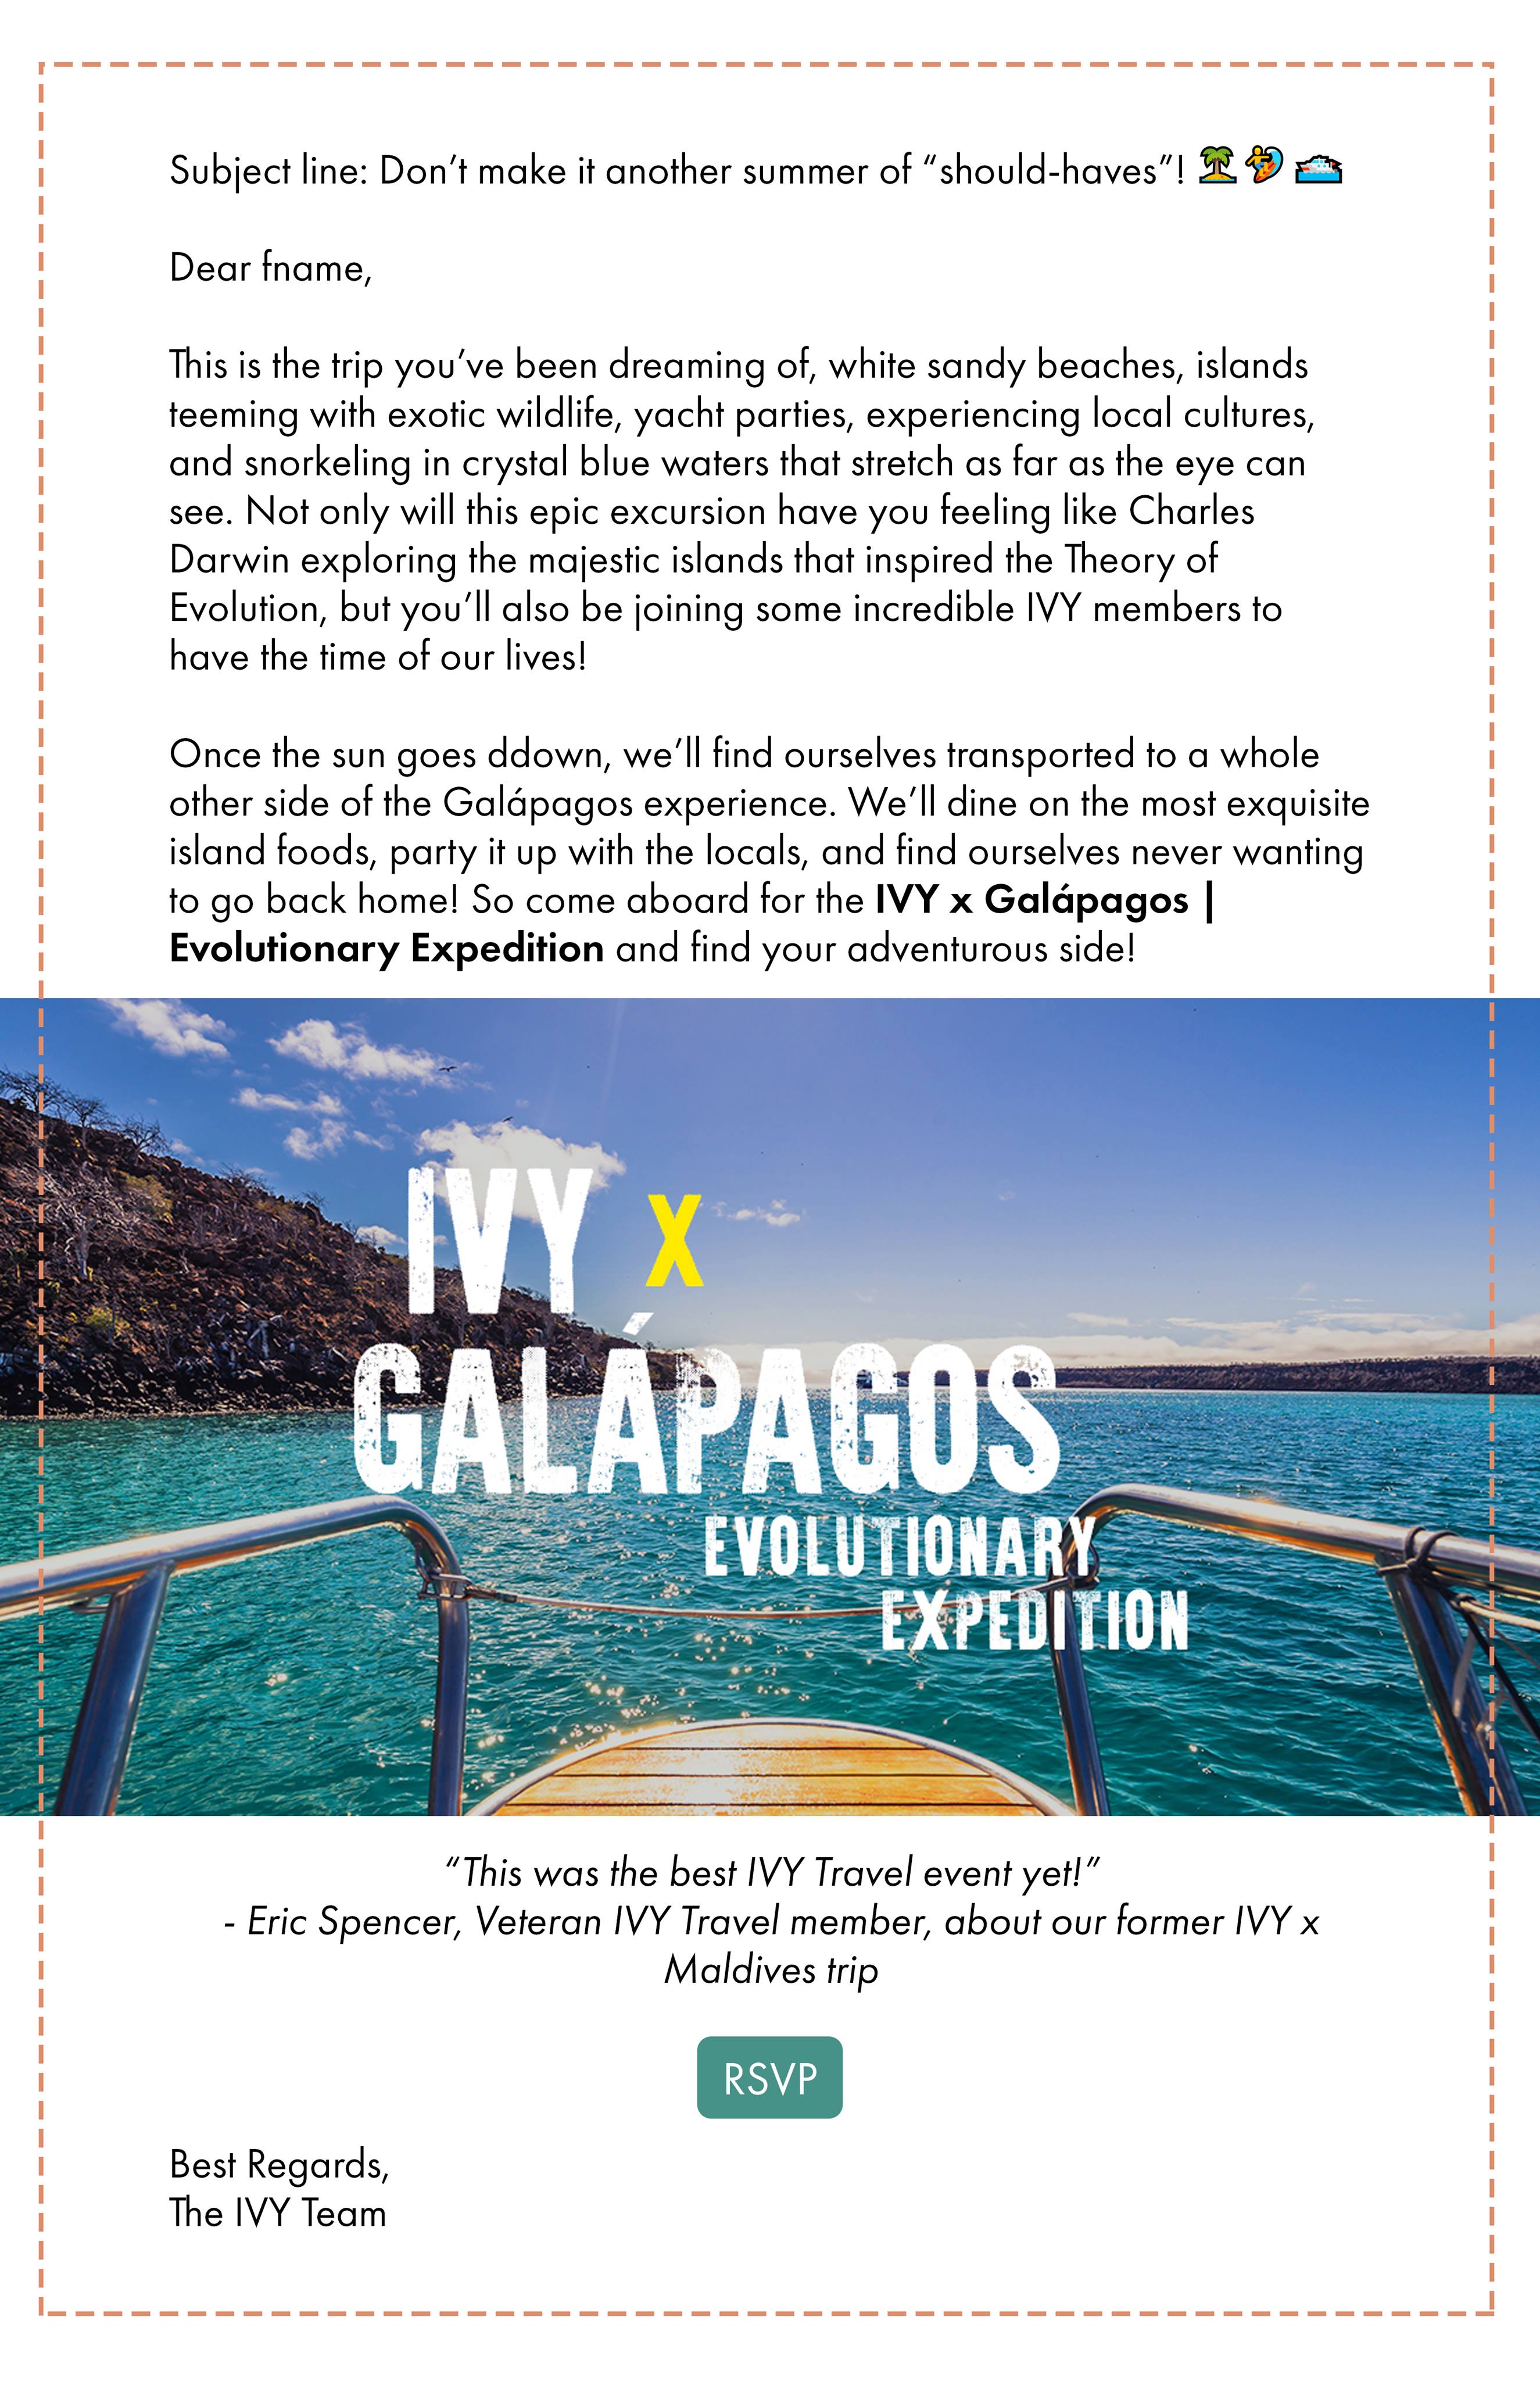 Subject line: Don’t make it another summer of “should-haves”! 🏝🏄🛥
Dear fname,
This is the trip you’ve been dreaming of, white sandy beaches, islands
teeming with exotic wildlife, yacht parties, experiencing local cultures,
and snorkeling in crystal blue waters that stretch as far as the eye can
see. Not only will this epic excursion have you feeling like Charles
Darwin exploring the majestic islands that inspired the Theory of
Evolution, but you’ll also be joining some incredible IVY members to
have the time of our lives!
Once the sun goes ddown, we’ll find ourselves transported to a whole
other side of the Galápagos experience. We’ll dine on the most exquisite
island foods, party it up with the locals, and find ourselves never wanting
to go back home! So come aboard for the IVY x Galápagos |
Evolutionary Expedition and find your adventurous side!
IVY X
GALÁPAGOS
EVOLUTIONARY
EXPEDITION
“This was the best IVY Travel event yet!”
- Eric Spencer, Veteran IVY Travel member, about our former IVY x
Maldives trip
RSVP
Best Regards,
The IVY Team